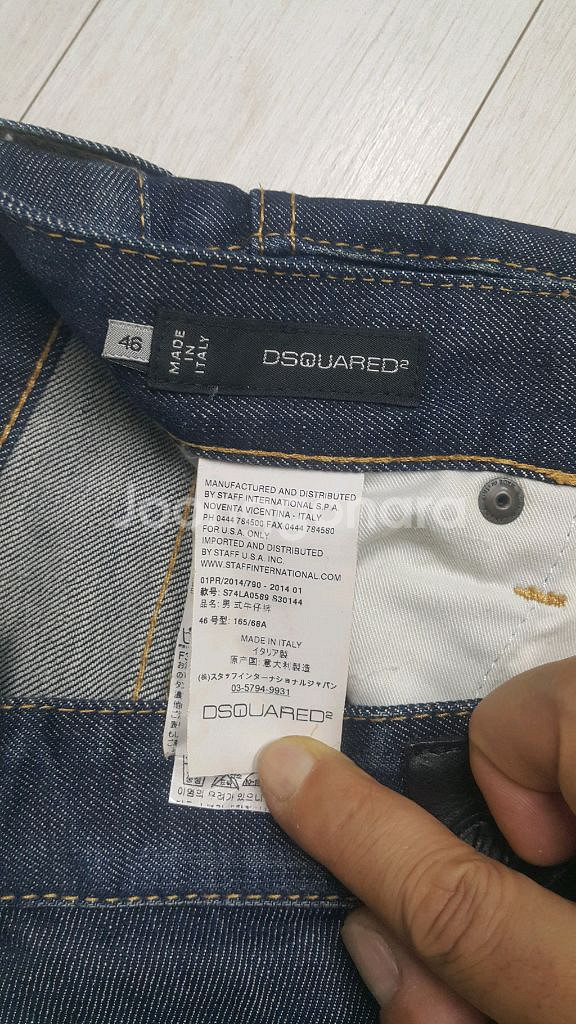 46
MADE
IN
ITALY
DSQUARED2
MANUFACTURED AND DISTRIBUTED
BY STAFF INTERNATIONAL S.P.A.
NOVENTA VICENTINA - ITALY
PH 0444 784500 FAX 0444 784580
FOR U.S.A. ONLY
IMPORTED AND DISTRIBUTED
BY STAFF U.S.A. INC.
WWW.STAFFINTERNATIONAL.COM
01PR/2014/790 - 2014 01
款号: S74LA0589 S30144
品名: 男式牛仔裤
46 号型: 165/68A
MADE IN ITALY
イタリア製
原产国: 意大利製造
(株)スタッフインターナショナルジャパン
03-5794-9931
DSQUARED2